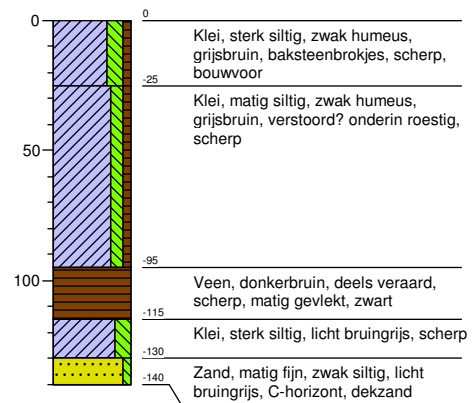 0
0
Klei, sterk siltig, zwak humeus,
grijsbruin, baksteenbrokjes, scherp,
bouwvoor
-25
Klei, matig siltig, zwak humeus,
grijsbruin, verstoord? onderin roestig,
scherp
50
-95
100
Veen, donkerbruin, deels veraard,
scherp, matig gevlekt, zwart
-115
Klei, sterk siltig, licht bruingrijs, scherp
-130
Zand, matig fijn, zwak siltig, licht
bruingrijs, C-horizont, dekzand
-140